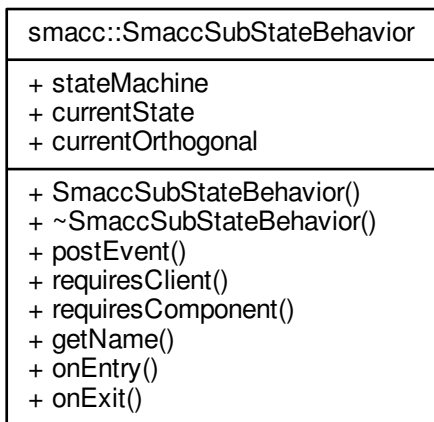 smacc::SmaccSubStateBehavior
+ stateMachine
+ currentState
+ currentOrthogonal
+ SmaccSubStateBehavior()
+ ~SmaccSubStateBehavior()
+ postEvent()
+ requiresClient()
+ requiresComponent()
+ getName()
+ onEntry()
+ onExit()